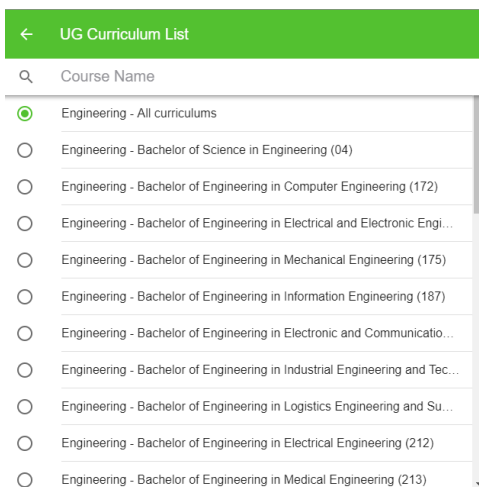 UG Curriculum List
Course Name
Engineering - All curriculums
Engineering - Bachelor of Science in Engineering (04)
Engineering - Bachelor of Engineering in Computer Engineering (172)
Engineering - Bachelor of Engineering in Electrical and Electronic Engi...
Engineering - Bachelor of Engineering in Mechanical Engineering (175)
Engineering - Bachelor of Engineering in Information Engineering (187)
Engineering - Bachelor of Engineering in Electronic and Communicatio...
Engineering - Bachelor of Engineering in Industrial Engineering and Tec...
Engineering - Bachelor of Engineering in Logistics Engineering and Su...
Engineering - Bachelor of Engineering in Electrical Engineering (212)
Engineering - Bachelor of Engineering in Medical Engineering (213)